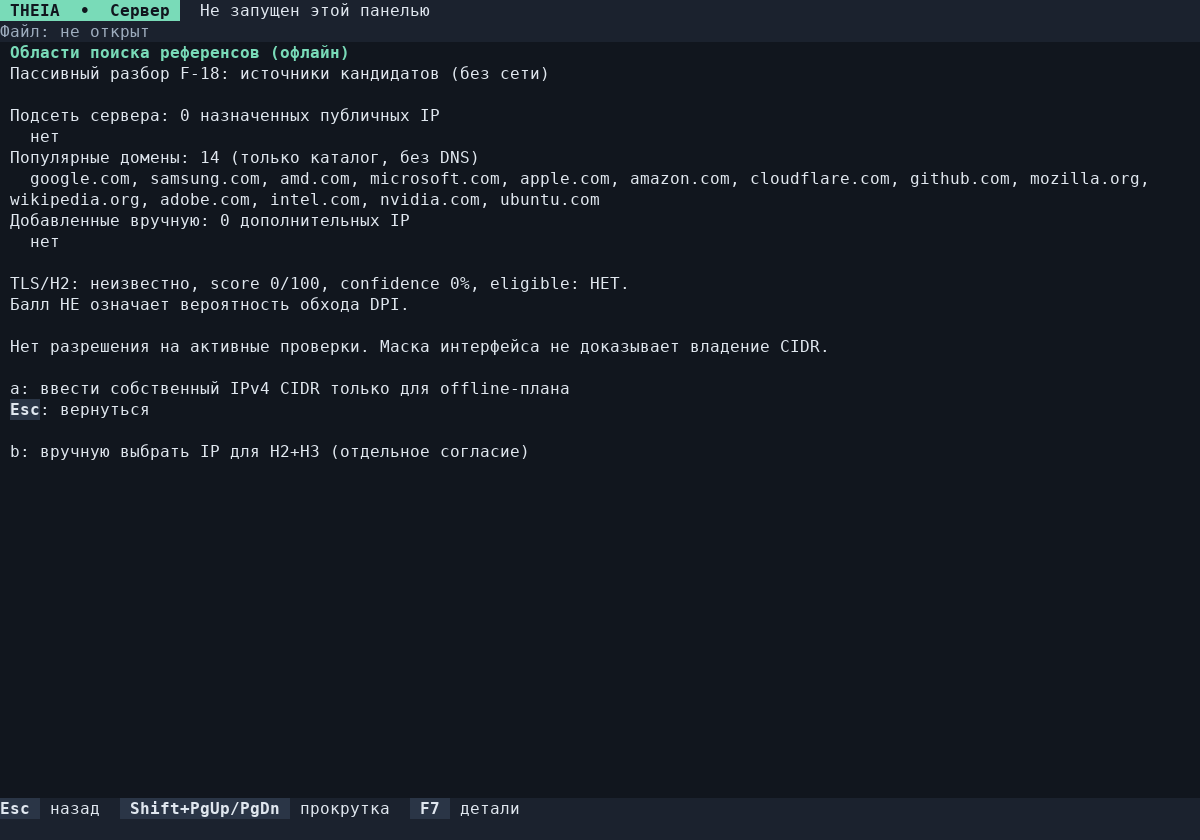 THEIA • Сервер Не запущен этой панелью
Файл: не открыт
Области поиска референсов (офлайн)
Пассивный разбор F-18: источники кандидатов (без сети)
Подсеть сервера: 0 назначенных публичных IP
нет
Популярные домены: 14 (только каталог, без DNS)
google.com, samsung.com, amd.com, microsoft.com, apple.com, amazon.com, cloudflare.com, github.com, mozilla.org,
wikipedia.org, adobe.com, intel.com, nvidia.com, ubuntu.com
Добавленные вручную: 0 дополнительных IP
нет
TLS/H2: неизвестно, score 0/100, confidence 0%, eligible: НЕТ.
Балл НЕ означает вероятность обхода DPI.
Нет разрешения на активные проверки. Маска интерфейса не доказывает владение CIDR.
a: ввести собственный IPv4 CIDR только для offline-плана
Esc: вернуться
b: вручную выбрать IP для H2+H3 (отдельное согласие)
Esc назад Shift+PgUp/PgDn прокрутка F7 детали